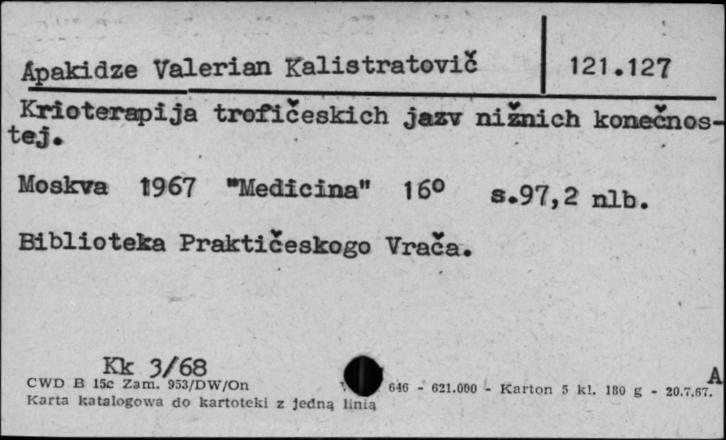 Apakidze Valerian Kalistratovič 121.127
Krioterapija trofičeskich jazv nižnich konečnos-
tej.
Moskva 1967 "Medicina" 16° s.97,2 nlb.
Biblioteka Praktičeskogo Vrača.
Kk 3/68
CWD B 15c Zam. 953/DW/On 646 - 621.000 - Karton 5 kl. 180 g - 20.7.67. A
Karta katalogowa do kartoteki z jedną linią